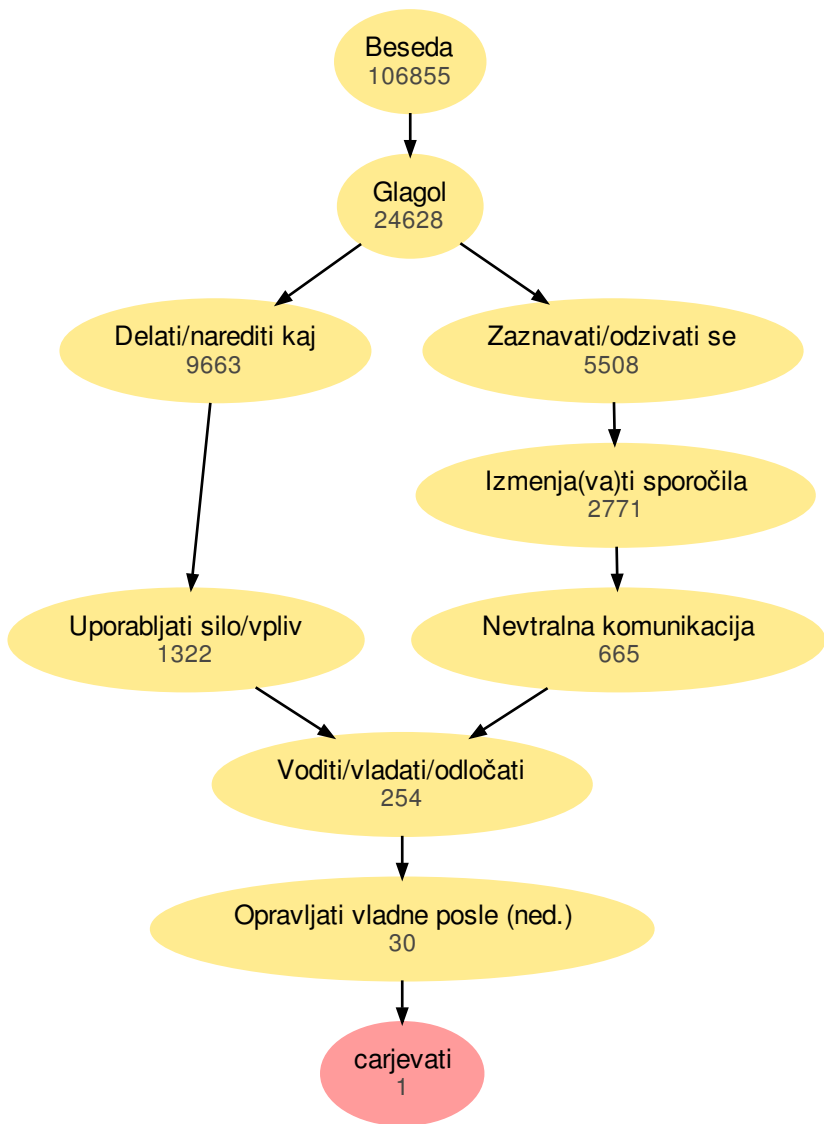 Beseda
106855
Glagol
24628
Delati/narediti kaj
9663
Zaznavati/odzivati se
5508
Izmenja(va)ti sporočila
2771
Uporabljati silo/vpliv
1322
Nevtralna komunikacija
665
Voditi/vladati/odločati
254
Opravljati vladne posle (ned.)
30
carjevati
1